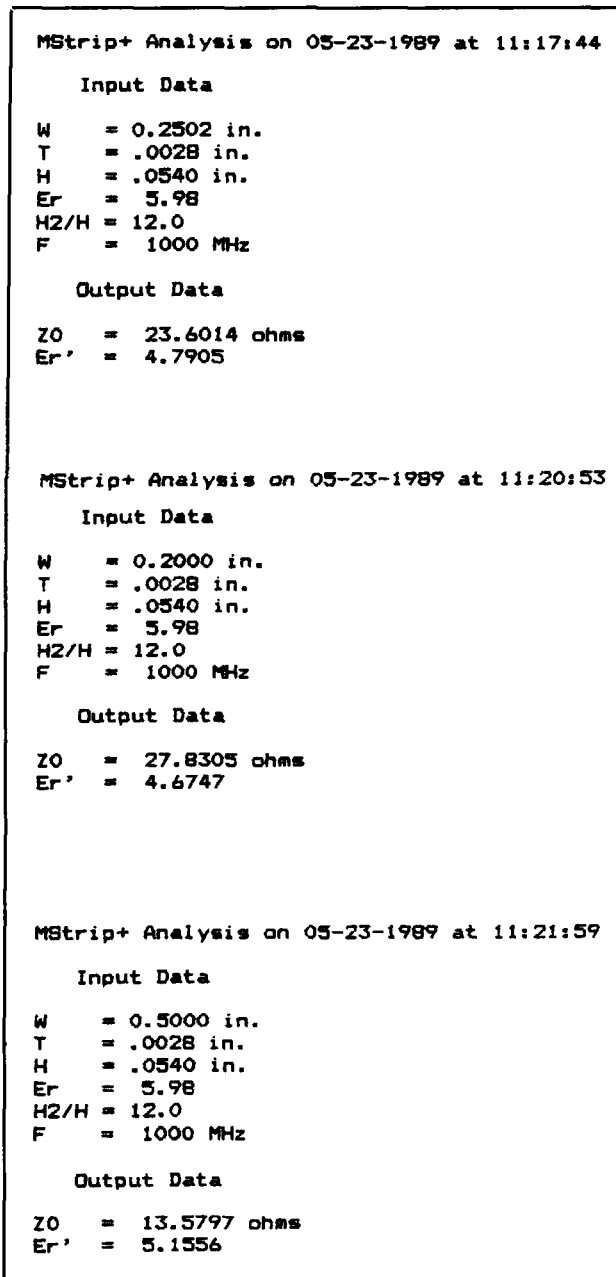 MStrip+ Analysis on 05-23-1989 at 11:17:44
Input Data
W = 0.2502 in.
T = .0028 in.
H = .0540 in.
Er = 5.98
H2/H = 12.0
F = 1000 MHz
Output Data
Z0 = 23.6014 ohms
Er' = 4.7905
MStrip+ Analysis on 05-23-1989 at 11:20:53
Input Data
W = 0.2000 in.
T = .0028 in.
H = .0540 in.
Er = 5.98
H2/H = 12.0
F = 1000 MHz
Output Data
Z0 = 27.8305 ohms
Er' = 4.6747
MStrip+ Analysis on 05-23-1989 at 11:21:59
Input Data
W = 0.5000 in.
T = .0028 in.
H = .0540 in.
Er = 5.98
H2/H = 12.0
F = 1000 MHz
Output Data
Z0 = 13.5797 ohms
Er' = 5.1556